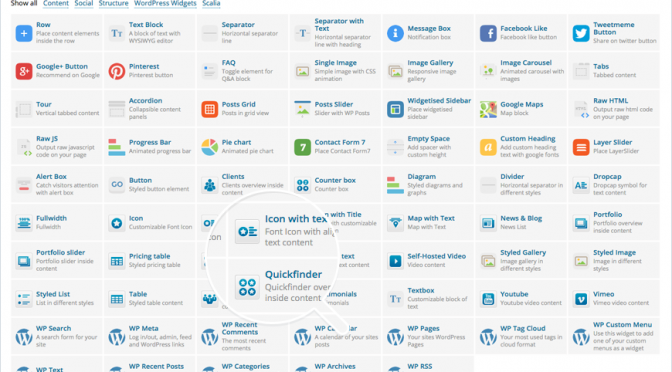 Show all Content Social Structure WordPress Widgets Scalia
Row
Place content elements inside the row
Text Block
A block of text with WYSIWYG editor
Separator
Horizontal separator line
Separator with Text
Horizontal separator line with heading
Message Box
Notification box
Facebook Like
Facebook like button
Tweetmeme Button
Share on twitter button
Google+ Button
Recommend on Google
Pinterest
Pinterest button
FAQ
Toggle element for Q&A block
Single Image
Simple image with CSS animation
Image Gallery
Responsive image gallery
Image Carousel
Animated carousel with images
Tabs
Tabbed content
Tour
Vertical tabbed content
Accordion
Collapsible content panels
Posts Grid
Posts in grid view
Posts Slider
Slider with WP Posts
Widgetised Sidebar
Place widgetised sidebar
Google Maps
Map block
Raw HTML
Output raw html code on your page
Raw JS
Output raw javascript code on your page
Progress Bar
Animated progress bar
Pie chart
Animated pie chart
Contact Form 7
Place Contact Form7
Empty Space
Add spacer with custom height
Custom Heading
Add custom heading text with google fonts
Layer Slider
Place LayerSlider
Alert Box
Catch visitors attention with alert box
Button
Styled button element
Clients
Clients overview inside content
Counter box
Counter box
Diagram
Styled diagrams and graphs
Divider
Horizontal separator in different styles
Dropcap
Dropcap symbol for text content
Fullwidth
Fullwidth
Icon
Customizable Font Icon
Icon with text
Font Icon with
text content
with Title
with customizable
Map with Text
Map with Text
News & Blog
News List
Portfolio
Portfolio overview inside content
Portfolio slider
Portfolio slider inside content
Pricing table
Styled pricing table
Quickfinder
Quickfinder over
inside content
text
Self-Hosted Video
Video content
Styled Gallery
Styled image gallery in different styles
Styled Image
Image in different styles
Styled List
List in different styles
Table
Styled table content
Textbox
Customizable block of text
Youtube
Youtube video content
Vimeo
Vimeo video content
WP Search
A search form for your site
WP Meta
Log in/out, admin, feed and WordPress links
WP Recent Comments
The most recent comments
WP
A calendar of your sites posts
WP Pages
Your sites WordPress Pages
WP Tag Cloud
Your most used tags in cloud format
WP Custom Menu
Use this widget to add one of your custom menus as a widget
WP Text
WP Recent Posts
WP Categories
WP Archives
WP RSS